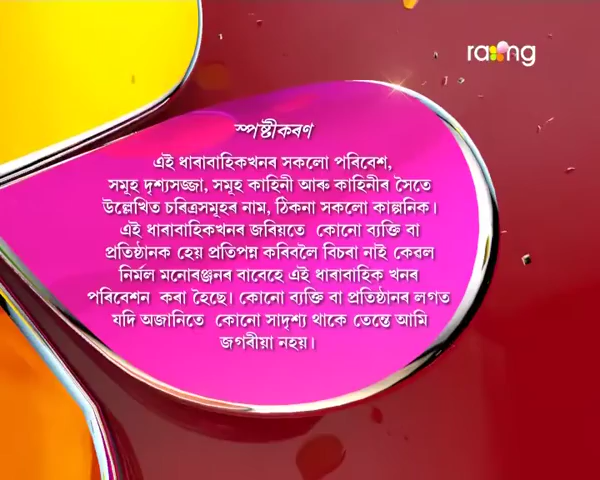 rang
স্পষ্টীকৰণ
এই ধাৰাবাহিকখনৰ সকলো পৰিবেশ,
সমূহ দৃশ্যসজ্জা, সমূহ কাহিনী আৰু কাহিনীৰ সৈতে
উল্লেখিত চৰিত্ৰসমূহৰ নাম, ঠিকনা সকলো কাল্পনিক।
এই ধাৰাবাহিকখনৰ জৰিয়তে কোনো ব্যক্তি বা
প্ৰতিষ্ঠানক হেয় প্ৰতিপন্ন কৰিবলৈ বিচৰা নাই কেৱল
নিৰ্মল মনোৰঞ্জনৰ বাবেহে এই ধাৰাবাহিক খনৰ
পৰিবেশন কৰা হৈছে। কোনো ব্যক্তি বা প্ৰতিষ্ঠানৰ লগত
যদি অজানিতে কোনো সাদৃশ্য থাকে তেন্তে আমি
জগৰীয়া নহয়।